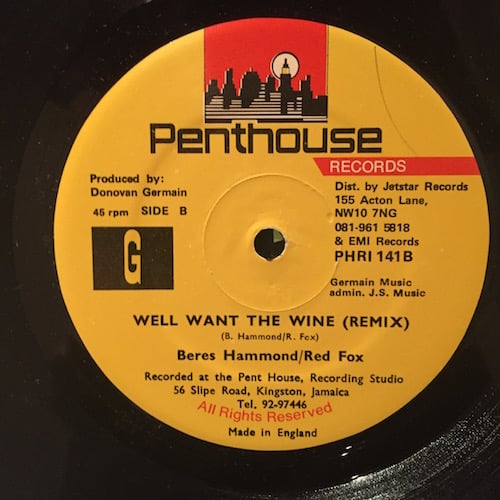 Penthouse
RECORDS
Produced by:
Donovan Germain
45 rpm SIDE B
G
Dist. by Jetstar Records
155 Acton Lane,
NW10 7NG
081-961 5818
& EMI Records
PHRI 141B
Germain Music
admin. J.S. Music
WELL WANT THE WINE (REMIX)
(B. Hammond/R. Fox)
Beres Hammond/Red Fox
Recorded at the Pent House, Recording Studio
56 Slipe Road, Kingston, Jamaica
Tel. 92-97446
All Rights Reserved
Made in England